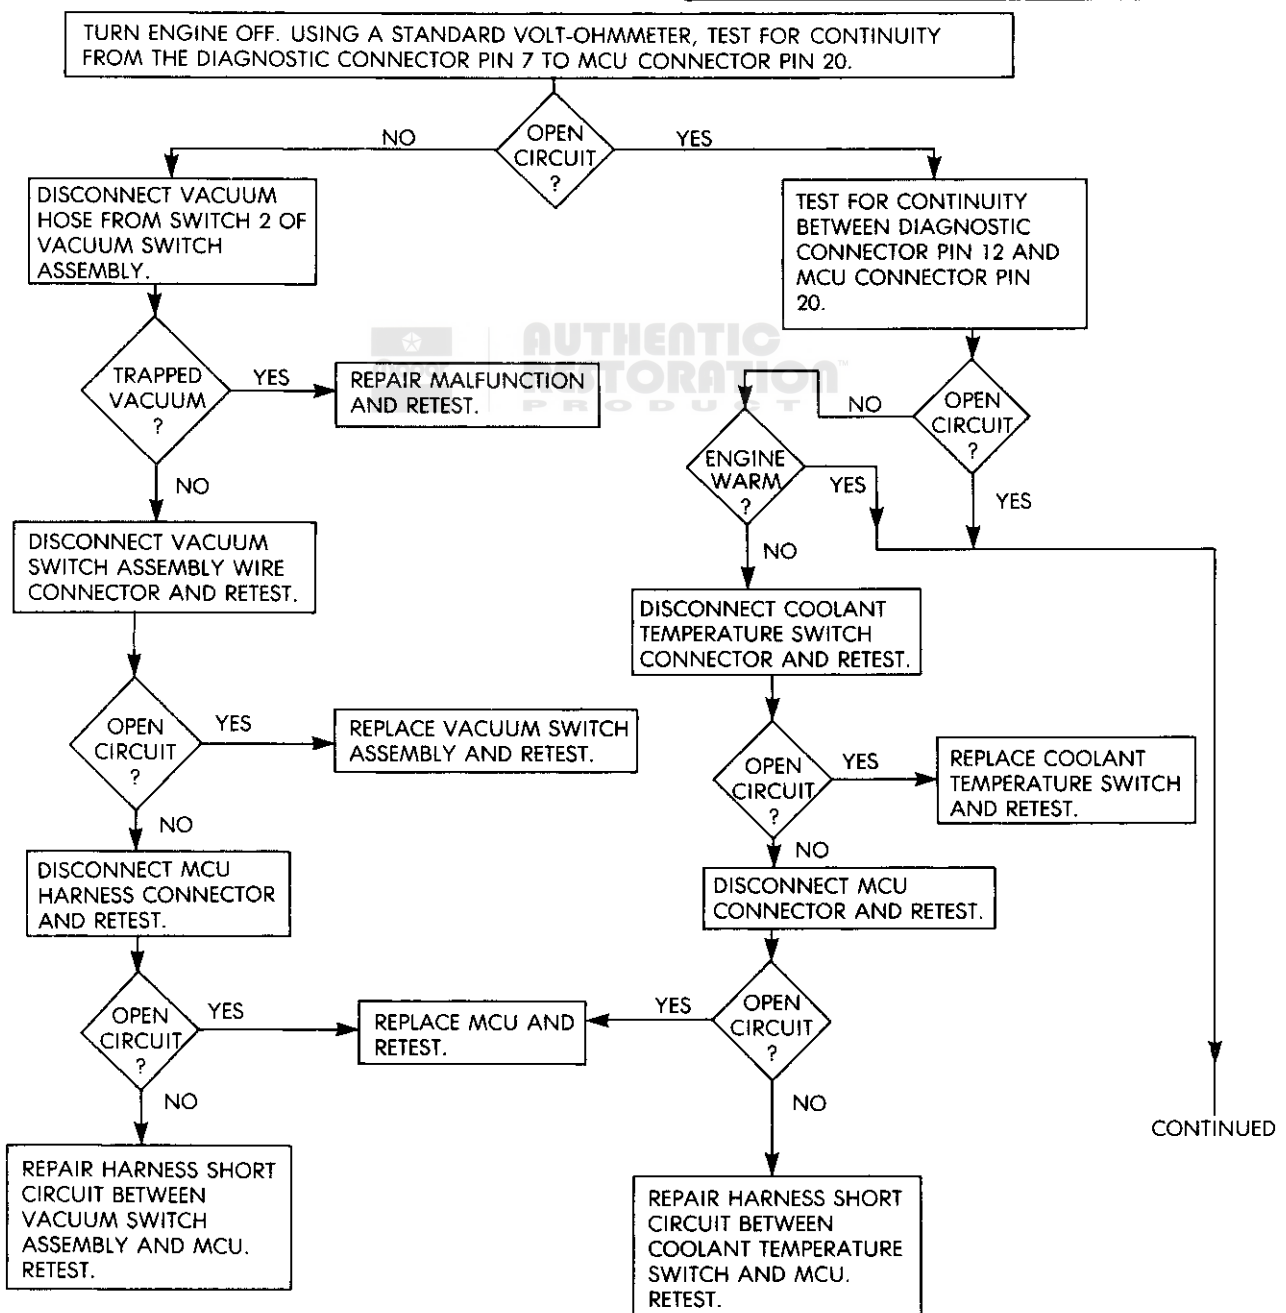 TURN ENGINE OFF. USING A STANDARD VOLT-OHMMETER, TEST FOR CONTINUITY
FROM THE DIAGNOSTIC CONNECTOR PIN 7 TO MCU CONNECTOR PIN 20.
OPEN
CIRCUIT
?
NO
YES
DISCONNECT VACUUM
HOSE FROM SWITCH 2 OF
VACUUM SWITCH
ASSEMBLY.
TEST FOR CONTINUITY
BETWEEN DIAGNOSTIC
CONNECTOR PIN 12 AND
MCU CONNECTOR PIN
20.
AUTHENTIC
RESTORATION™
PRODUCT
TRAPPED
VACUUM
?
YES
REPAIR MALFUNCTION
AND RETEST.
NO
OPEN
CIRCUIT
?
NO
YES
ENGINE
WARM
?
YES
NO
DISCONNECT VACUUM
SWITCH ASSEMBLY WIRE
CONNECTOR AND RETEST.
DISCONNECT COOLANT
TEMPERATURE SWITCH
CONNECTOR AND RETEST.
OPEN
CIRCUIT
?
YES
REPLACE VACUUM SWITCH
ASSEMBLY AND RETEST.
NO
OPEN
CIRCUIT
?
YES
REPLACE COOLANT
TEMPERATURE SWITCH
AND RETEST.
NO
DISCONNECT MCU
HARNESS CONNECTOR
AND RETEST.
DISCONNECT MCU
CONNECTOR AND RETEST.
OPEN
CIRCUIT
?
YES
REPLACE MCU AND
RETEST.
YES
OPEN
CIRCUIT
?
NO
NO
CONTINUED
REPAIR HARNESS SHORT
CIRCUIT BETWEEN
VACUUM SWITCH
ASSEMBLY AND MCU.
RETEST.
REPAIR HARNESS SHORT
CIRCUIT BETWEEN
COOLANT TEMPERATURE
SWITCH AND MCU.
RETEST.